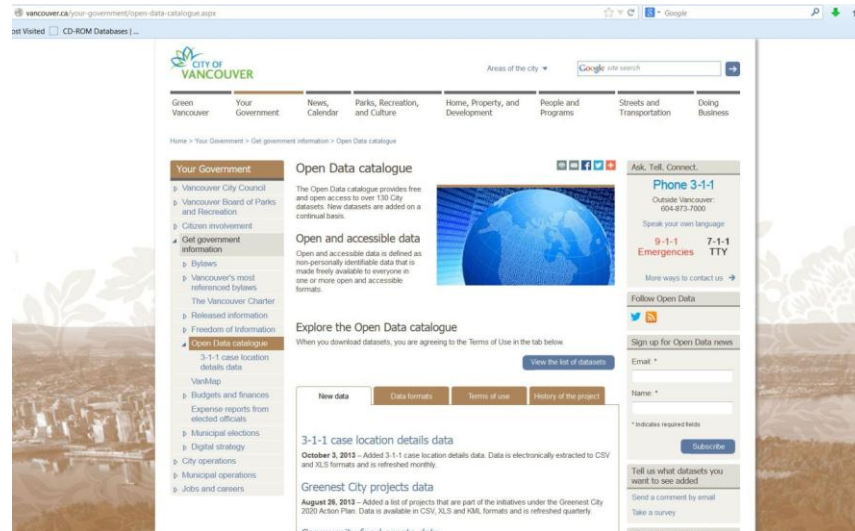 vancouver.ca/your-government/open-data-catalogue.aspx
Google
ost Visited CD-ROM Databases |...
CITY OF
VANCOUVER
Areas of the city
Google site search
Green Vancouver
Your Government
News, Calendar
Parks, Recreation, and Culture
Home, Property, and Development
People and Programs
Streets and Transportation
Doing Business
Home > Your Government > Get government information > Open Data catalogue
Your Government
Vancouver City Council
Vancouver Board of Parks
and Recreation
Citizen involvement
Get government
information
Bylaws
Vancouver's most
referenced bylaws
The Vancouver Charter
Released information
Freedom of Information
Open Data catalogue
3-1-1 case location
details data
VanMap
Budgets and finances
Expense reports from
elected officials
Municipal elections
Digital strategy
City operations
Municipal operations
Jobs and careers
Open Data catalogue
The Open Data catalogue provides free
and open access to over 130 City
datasets. New datasets are added on a
continual basis.
Open and accessible data
Open and accessible data is defined as
non-personally identifiable data that is
made freely available to everyone in
one or more open and accessible
formats.
Explore the Open Data catalogue
When you download datasets, you are agreeing to the Terms of Use in the tab below.
View the list of datasets
New data
Data formats
Terms of use
History of the project
3-1-1 case location details data
October 3, 2013 – Added 3-1-1 case location details data. Data is electronically extracted to CSV
and XLS formats and is refreshed monthly.
Greenest City projects data
August 26, 2013 – Added a list of projects that are part of the initiatives under the Greenest City
2020 Action Plan. Data is available in CSV, XLS and KML formats and is refreshed quarterly.
Ask. Tell. Connect.
Phone 3-1-1
Outside Vancouver:
604-873-7000
Speak your own language
9-1-1
Emergencies
7-1-1
TTY
More ways to contact us
Follow Open Data
Sign up for Open Data news
Email: *
Name: *
* Indicates required fields
Subscribe
Tell us what datasets you
want to see added
Send a comment by email
Take a survey